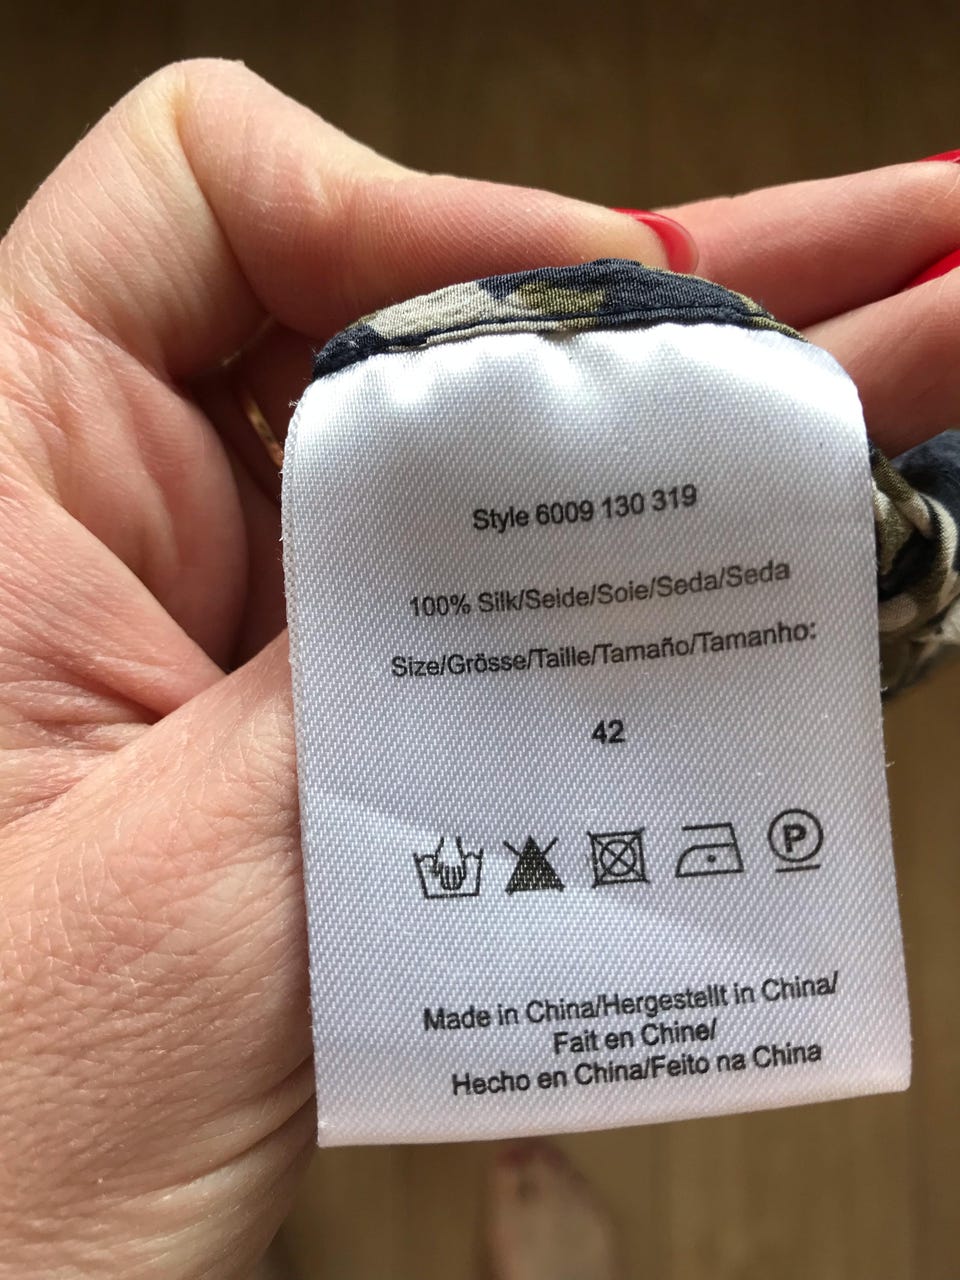 Style 6009 130 319
100% Silk/Seide/Soie/Seda/Seda
Size/Grösse/Taille/Tamaño/Tamanho:
42
P
Made in China/Hergestellt in China/
Fait en Chine/
Hecho en China/Feito na China